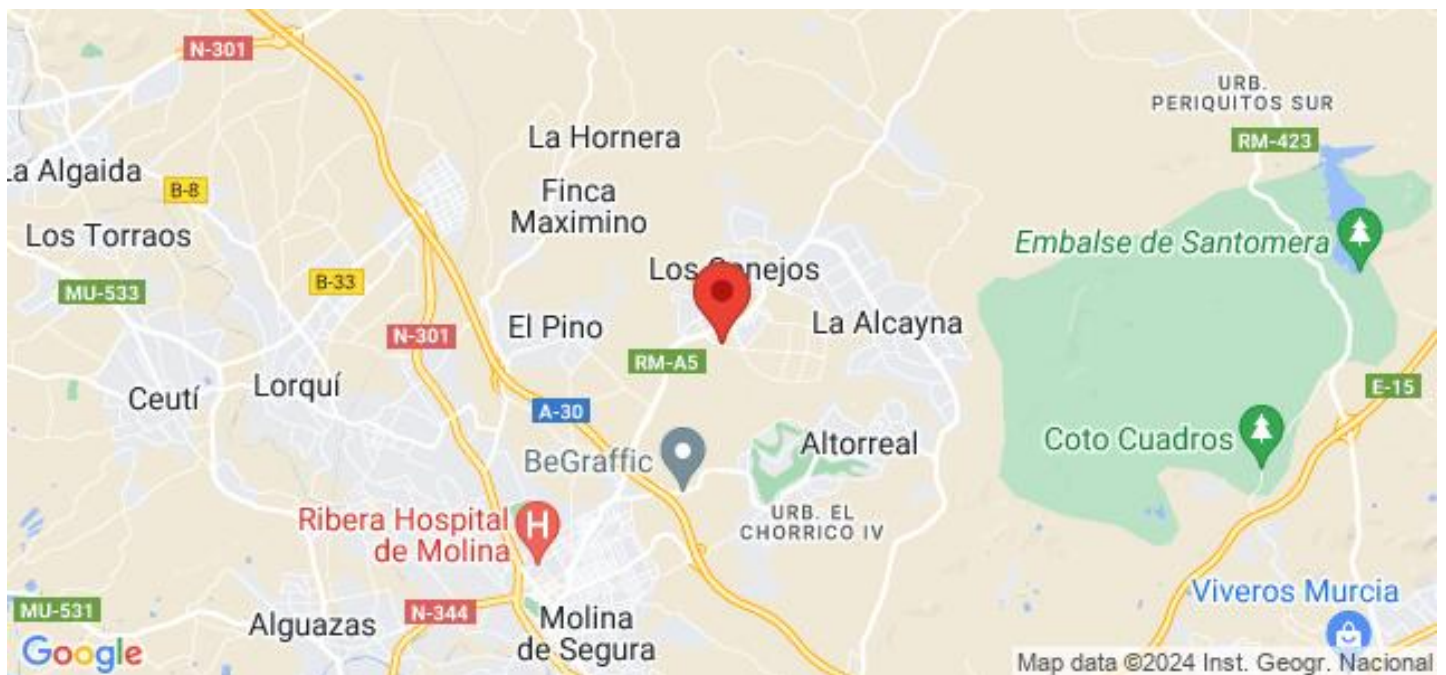 N-301
URB.
PERIQUITOS SUR
La Hornera
RM-423
La Algaida
B-8
Finca
Maximino
Los Torraos
Embalse de Santomera
Los Conejos
B-33
MU-533
El Pino
La Alcayna
N-301
RM-A5
Ceutí
Lorquí
E-15
A-30
Altorreal
Coto Cuadros
BeGraffic
URB. EL
CHORRICO IV
Ribera Hospital
de Molina
H
Viveros Murcia
MU-531
N-344
Alguazas
Molina
de Segura
Google
Map data ©2024 Inst. Geogr. Nacional